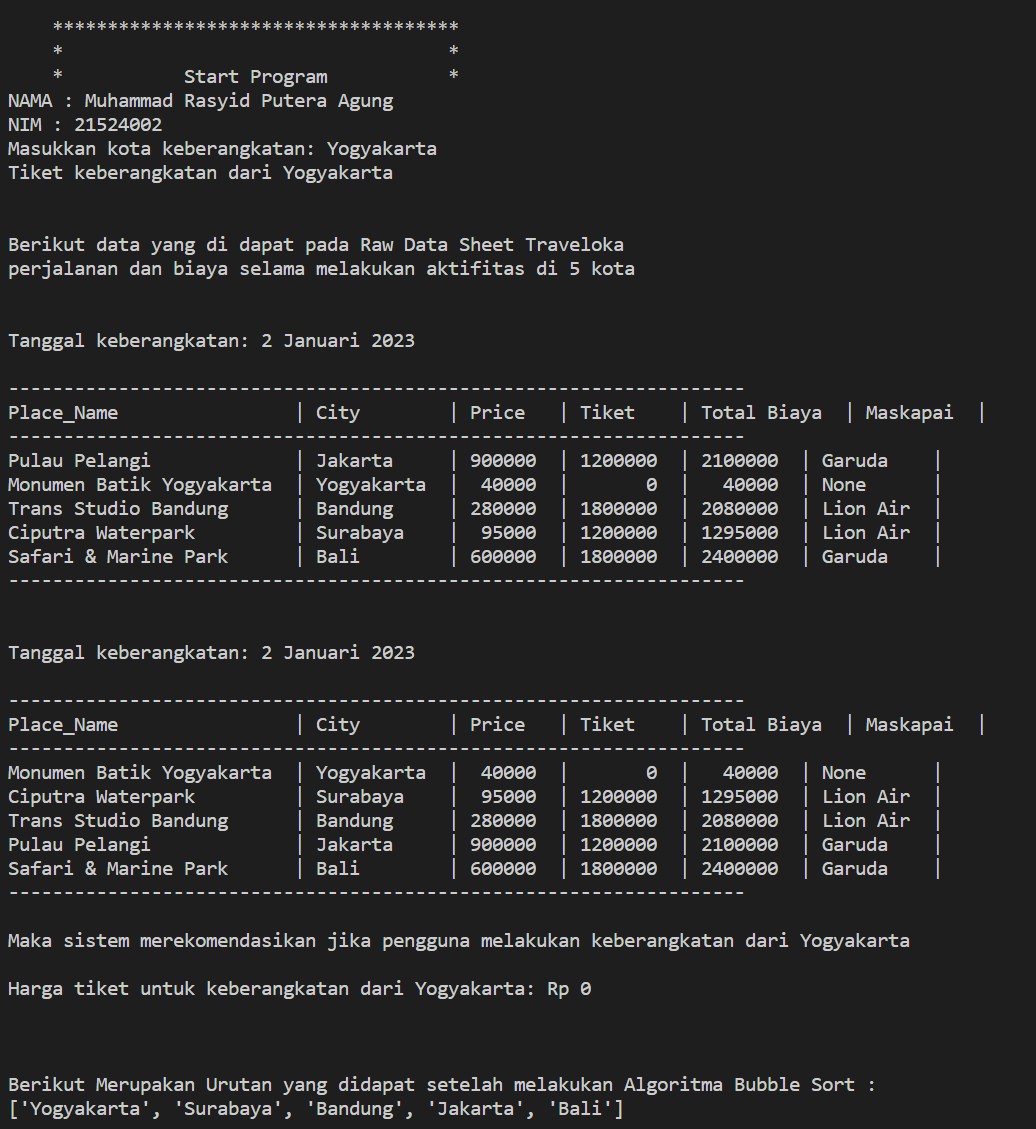 *************************************
*                                   *
*           Start Program           *
NAMA : Muhammad Rasyid Putera Agung
NIM : 21524002
Masukkan kota keberangkatan: Yogyakarta
Tiket keberangkatan dari Yogyakarta
Berikut data yang di dapat pada Raw Data Sheet Traveloka
perjalanan dan biaya selama melakukan aktifitas di 5 kota
Tanggal keberangkatan: 2 Januari 2023
-------------------------------------------------------------------
Place_Name                | City        | Price   | Tiket    | Total Biaya  | Maskapai  |
-------------------------------------------------------------------
Pulau Pelangi             | Jakarta     | 900000  | 1200000  | 2100000  | Garuda    |
Monumen Batik Yogyakarta  | Yogyakarta  |  40000  |       0  |   40000  | None      |
Trans Studio Bandung      | Bandung     | 280000  | 1800000  | 2080000  | Lion Air  |
Ciputra Waterpark         | Surabaya    |  95000  | 1200000  | 1295000  | Lion Air  |
Safari & Marine Park      | Bali        | 600000  | 1800000  | 2400000  | Garuda    |
-------------------------------------------------------------------
Tanggal keberangkatan: 2 Januari 2023
-------------------------------------------------------------------
Place_Name                | City        | Price   | Tiket    | Total Biaya  | Maskapai  |
-------------------------------------------------------------------
Monumen Batik Yogyakarta  | Yogyakarta  |  40000  |       0  |   40000  | None      |
Ciputra Waterpark         | Surabaya    |  95000  | 1200000  | 1295000  | Lion Air  |
Trans Studio Bandung      | Bandung     | 280000  | 1800000  | 2080000  | Lion Air  |
Pulau Pelangi             | Jakarta     | 900000  | 1200000  | 2100000  | Garuda    |
Safari & Marine Park      | Bali        | 600000  | 1800000  | 2400000  | Garuda    |
-------------------------------------------------------------------
Maka sistem merekomendasikan jika pengguna melakukan keberangkatan dari Yogyakarta
Harga tiket untuk keberangkatan dari Yogyakarta: Rp 0
Berikut Merupakan Urutan yang didapat setelah melakukan Algoritma Bubble Sort :
['Yogyakarta', 'Surabaya', 'Bandung', 'Jakarta', 'Bali']